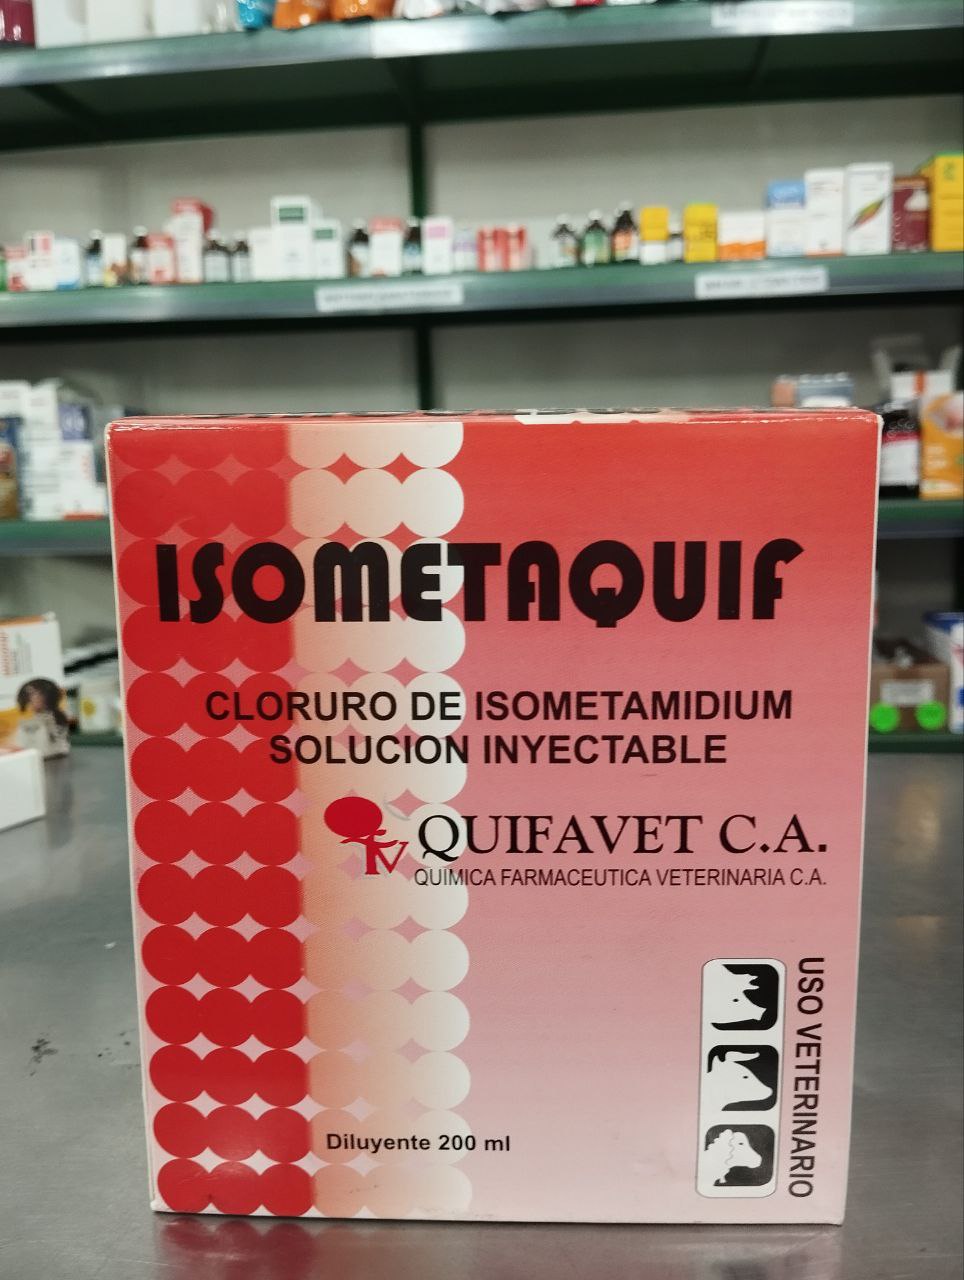 ISOMETAQUIF
CLORURO DE ISOMETAMIDIUM
SOLUCION INYECTABLE
QUIFAVET C.A.
QUIMICA FARMACEUTICA VETERINARIA C.A.
USO VETERINARIO
Diluyente 200 ml